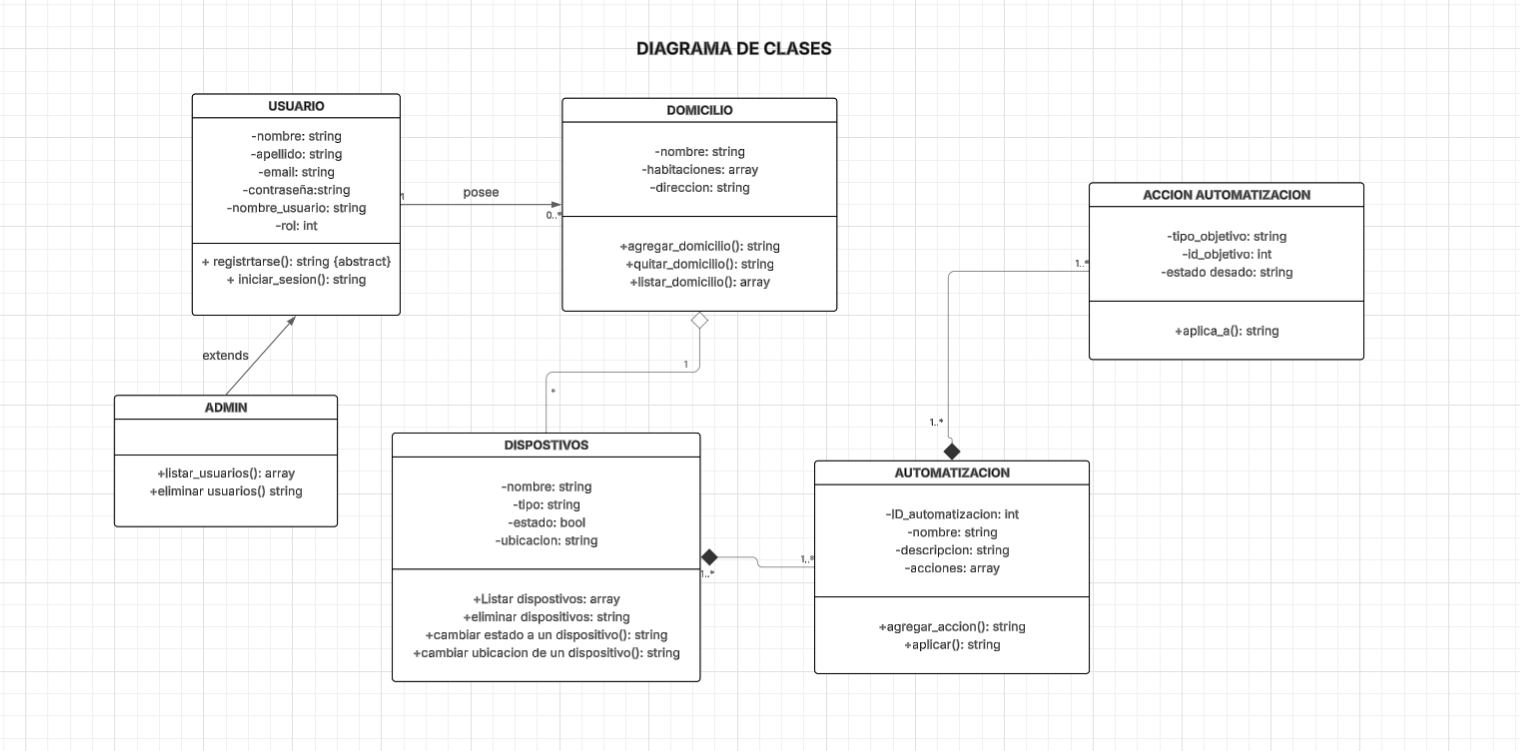 DIAGRAMA DE CLASES
USUARIO
-nombre: string
-apellido: string
-email: string
-contraseña:string
-nombre_usuario: string
-rol: int
+ registrtarse(): string {abstract}
+ iniciar_sesion(): string
1
posee
0..*
DOMICILIO
-nombre: string
-habitaciones: array
-direccion: string
+agregar_domicilio(): string
+quitar_domicilio(): string
+listar_domicilio(): array
ACCION AUTOMATIZACION
-tipo_objetivo: string
-id_objetivo: int
-estado desado: string
+aplica_a(): string
1..*
extends
ADMIN
+listar_usuarios(): array
+eliminar usuarios() string
1
*
DISPOSTIVOS
-nombre: string
-tipo: string
-estado: bool
-ubicacion: string
+Listar dispostivos: array
+eliminar dispositivos: string
+cambiar estado a un dispositivo(): string
+cambiar ubicacion de un dispositivo(): string
1..*
1..*
1..*
AUTOMATIZACION
-ID_automatizacion: int
-nombre: string
-descripcion: string
-acciones: array
+agregar_accion(): string
+aplicar(): string